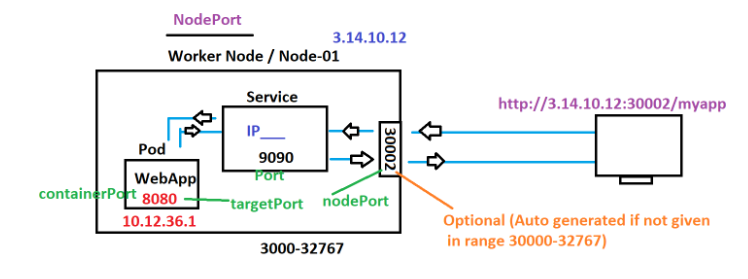 NodePort
3.14.10.12
Worker Node / Node-01
Service
http://3.14.10.12:30002/myapp
IP___
30002
Pod
9090
Port
WebApp
containerPort
8080
targetPort
nodePort
10.12.36.1
Optional (Auto generated if not given
in range 30000-32767)
3000-32767